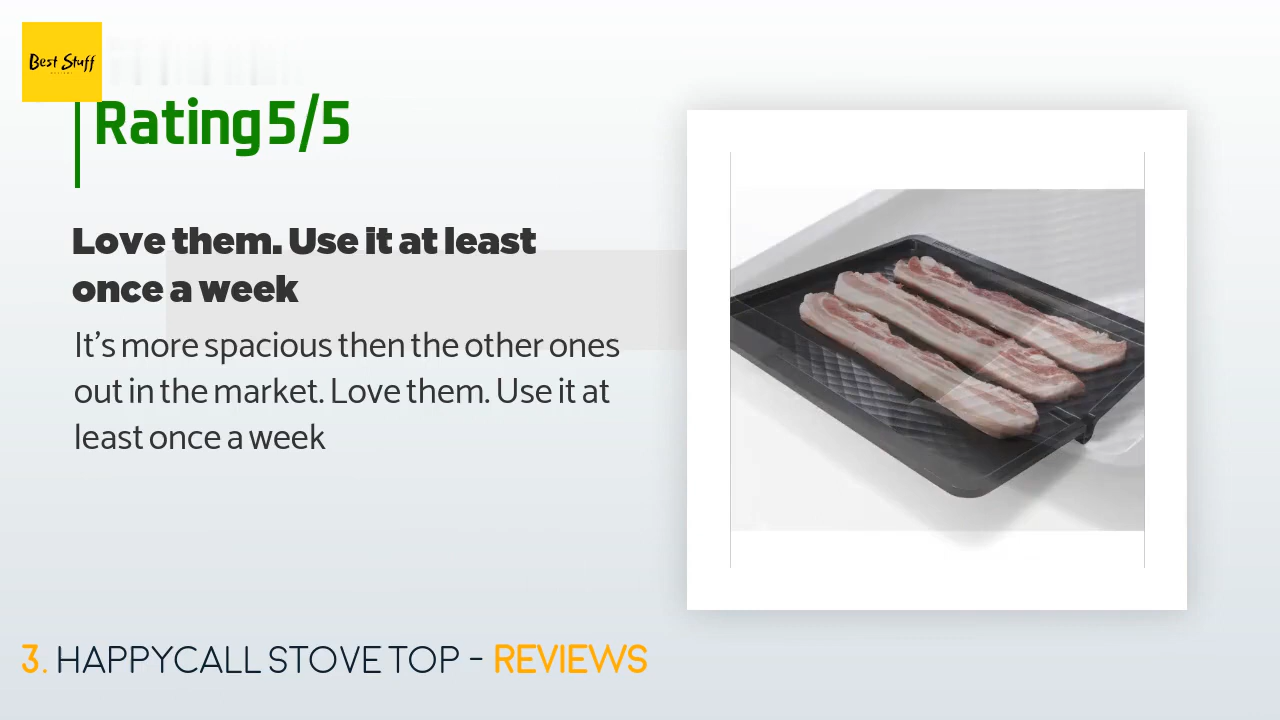 Best Stuff
Rating 5/5
Love them. Use it at least
once a week
It's more spacious then the other ones
out in the market. Love them. Use it at
least once a week
3. HAPPYCALL STOVE TOP - REVIEWS